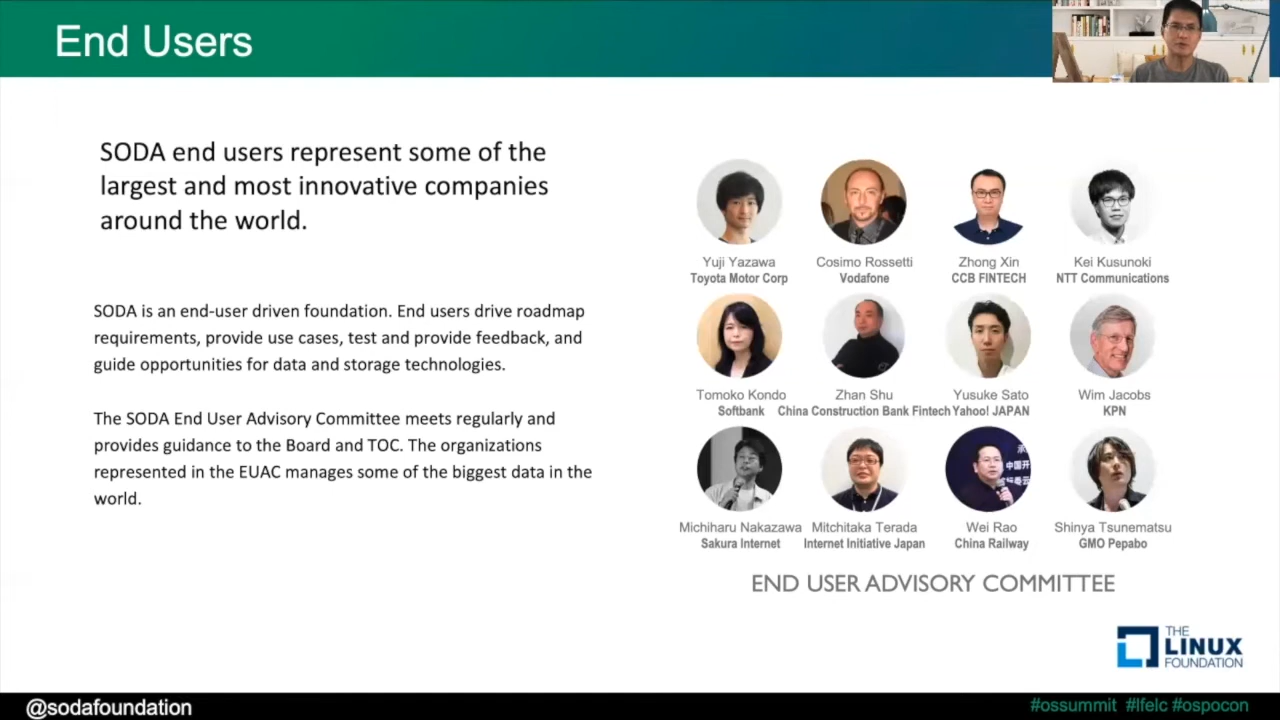 End Users
SODA end users represent some of the
largest and most innovative companies
around the world.
SODA is an end-user driven foundation. End users drive roadmap
requirements, provide use cases, test and provide feedback, and
guide opportunities for data and storage technologies.
The SODA End User Advisory Committee meets regularly and
provides guidance to the Board and TOC. The organizations
represented in the EUAC manages some of the biggest data in the
world.
Yuji Yazawa Cosimo Rossetti Zhong Xin Kei Kusunoki
Toyota Motor Corp Vodafone CCB FINTECH NTT Communications
Tomoko Kondo Zhan Shu Yusuke Sato Wim Jacobs
Softbank China Construction Bank Fintech Yahoo! JAPAN KPN
Michiharu Nakazawa Mitchitaka Terada Wei Rao Shinya Tsunematsu
Sakura Internet Internet Initiative Japan China Railway GMO Pepabo
END USER ADVISORY COMMITTEE
THE
LINUX
FOUNDATION
@sodafoundation
#ossummit #lfelc #ospocon